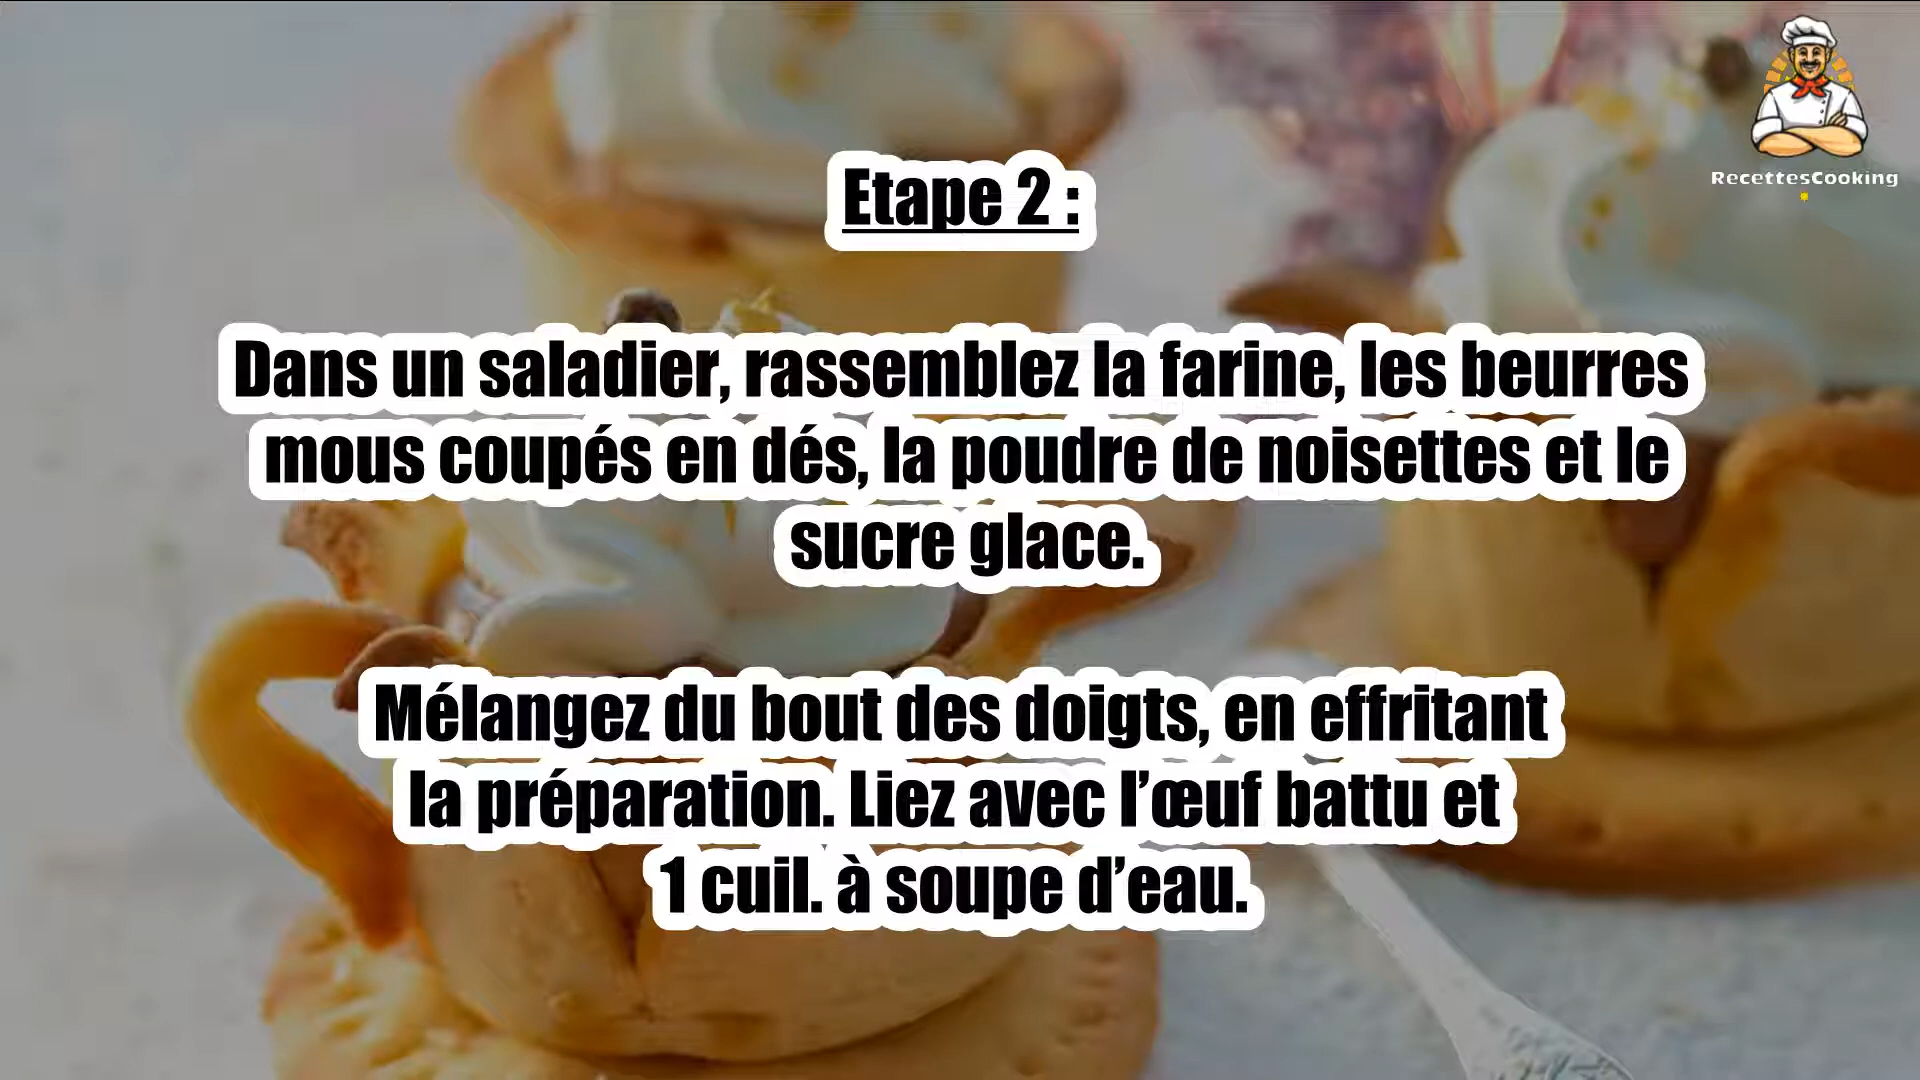 RecettesCooking
Etape 2 :
Dans un saladier, rassemblez la farine, les beurres
mous coupés en dés, la poudre de noisettes et le
sucre glace.
Mélangez du bout des doigts, en effritant
la préparation. Liez avec l’œuf battu et
1 cuil. à soupe d’eau.